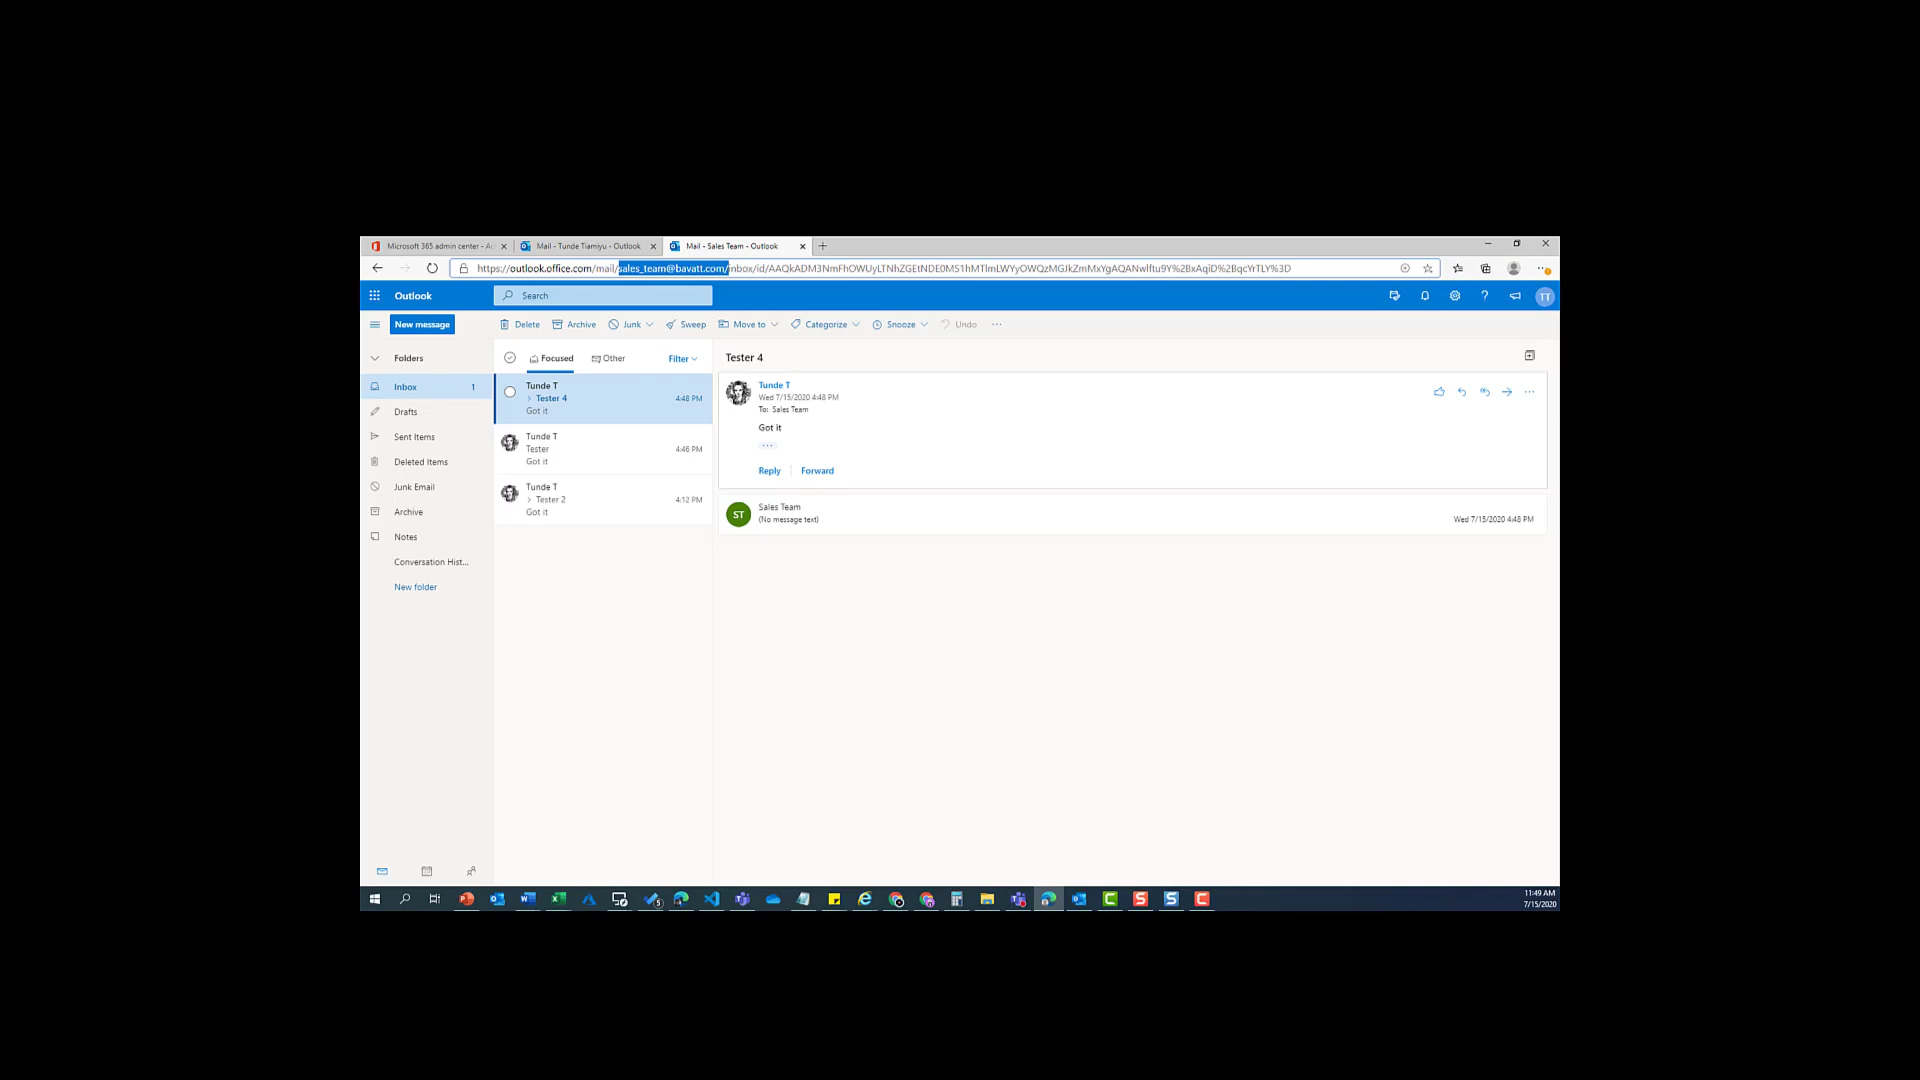 Microsoft 365 admin center - Ac
Mail - Tunde Tiamiyu - Outlook
Mail - Sales Team - Outlook
https://outlook.office.com/mail/sales_team@bavatt.com/inbox/id/
Outlook
Search
TT
New message
Delete
Archive
Junk
Sweep
Move to
Categorize
Snooze
Undo
Folders
Inbox 1
Drafts
Sent Items
Deleted Items
Junk Email
Archive
Notes
Conversation Hist...
New folder
Focused
Other
Filter
Tunde T
Tester 4 4:48 PM
Got it
Tunde T
Tester 4:46 PM
Got it
Tunde T
Tester 2 4:12 PM
Got it
Tester 4
Tunde T
Wed 7/15/2020 4:48 PM
To: Sales Team
Got it
...
Reply
Forward
ST
Sales Team
(No message text)
Wed 7/15/2020 4:48 PM
11:49 AM
7/15/2020